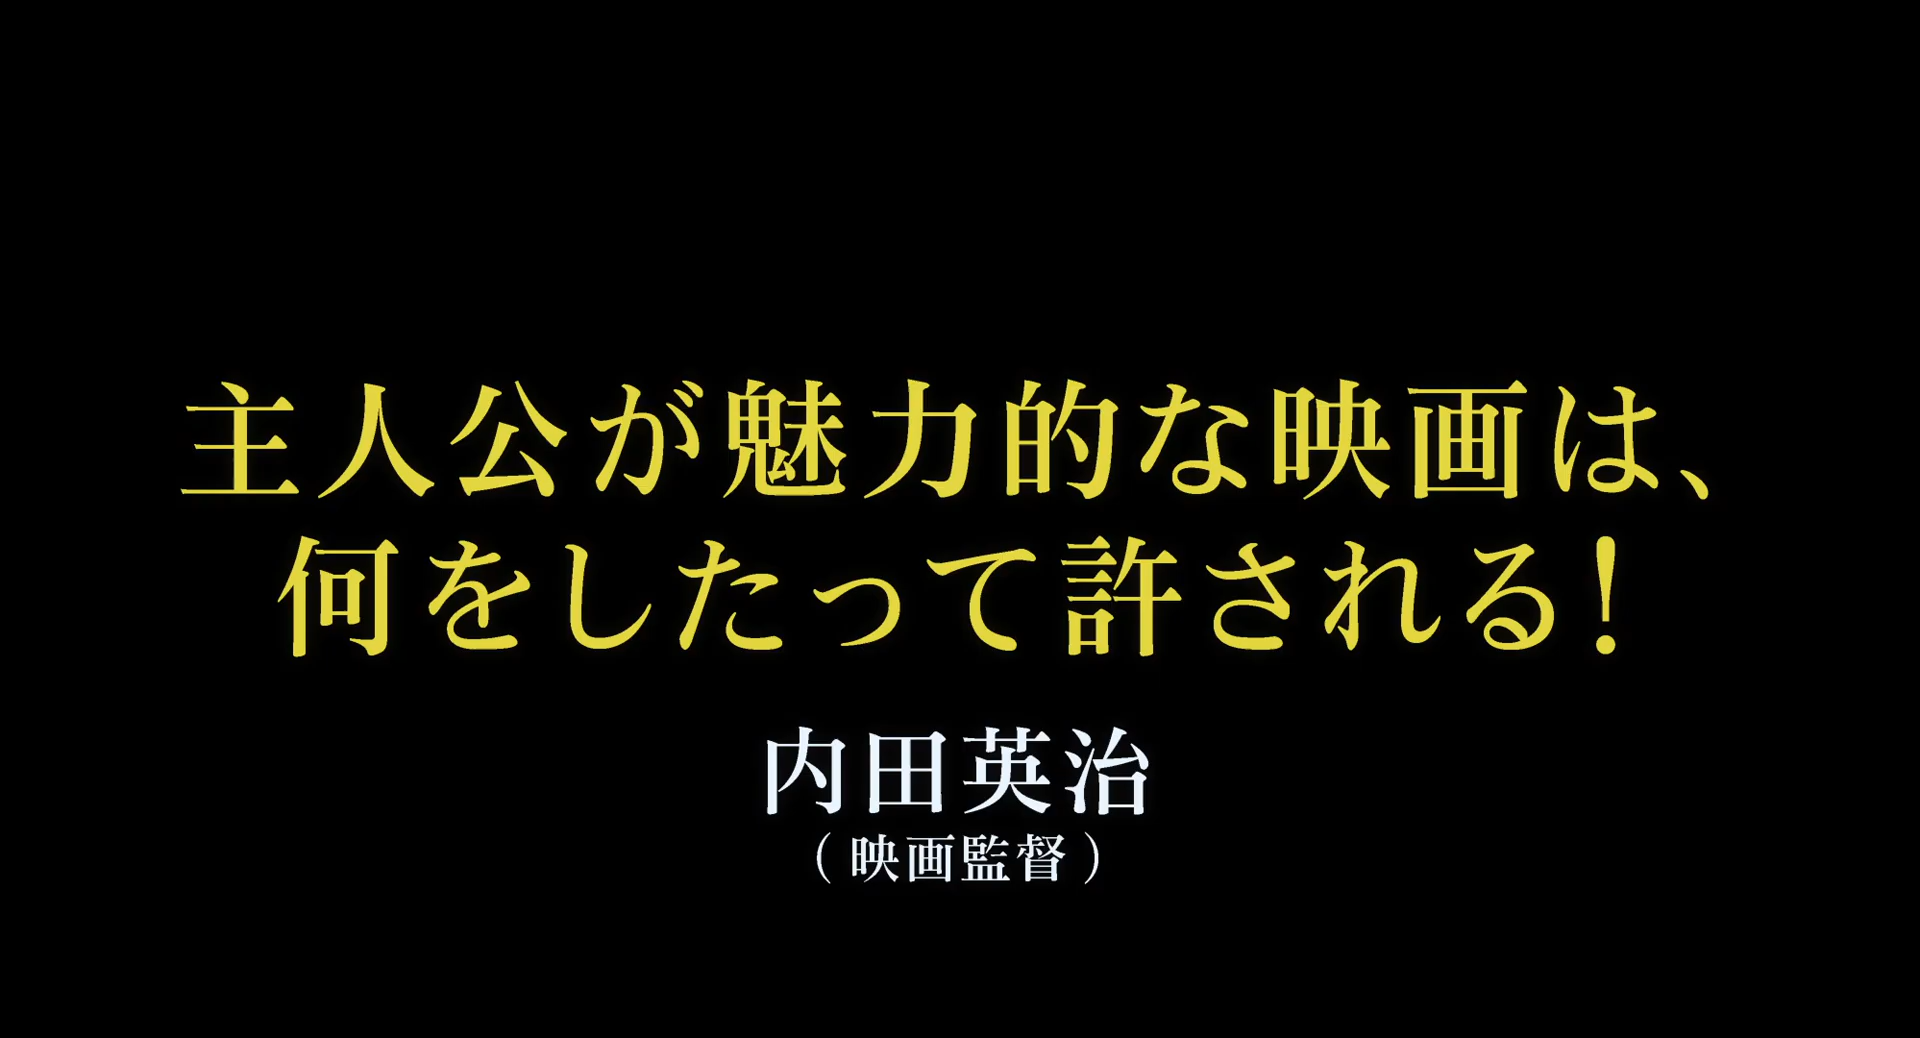 主人公が魅力的な映画は、
何をしたって許される！
内田英治
（映画監督）